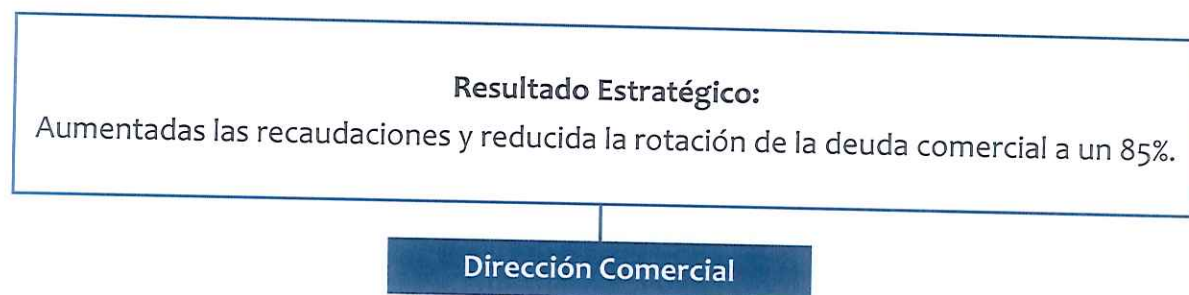 Resultado Estratégico:
Aumentadas las recaudaciones y reducida la rotación de la deuda comercial a un 85%.
Dirección Comercial